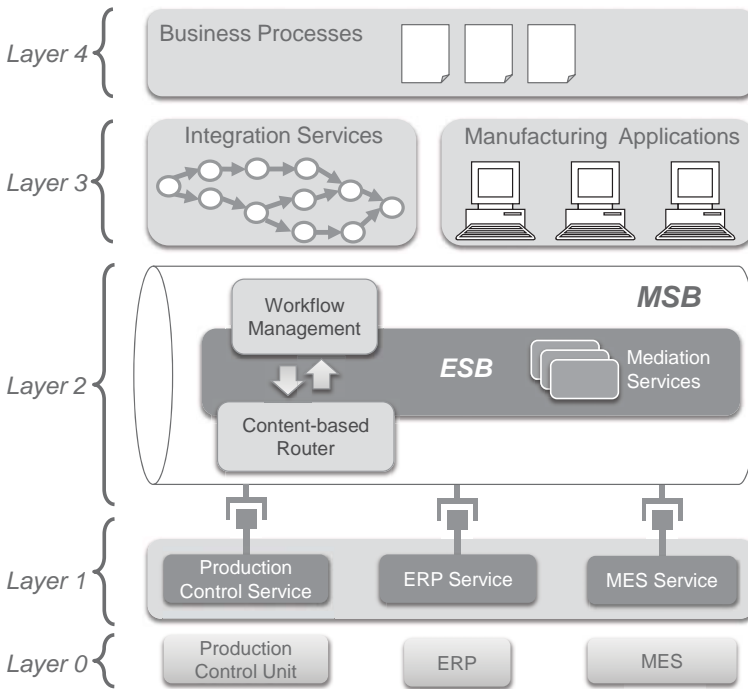 Layer 4
Business Processes
Layer 3
Integration Services
Manufacturing Applications
Layer 2
MSB
Workflow
Management
ESB
Mediation
Services
Content-based
Router
Layer 1
Production
Control Service
ERP Service
MES Service
Layer 0
Production
Control Unit
ERP
MES